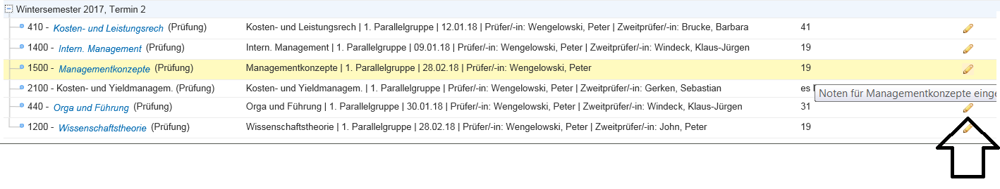 Wintersemester 2017, Termin 2
410 - Kosten- und Leistungsrech (Prüfung) Kosten- und Leistungsrech | 1. Parallelgruppe | 12.01.18 | Prüfer/-in: Wengelowski, Peter | Zweitprüfer/-in: Brucke, Barbara 41
1400 - Intern. Management (Prüfung) Intern. Management | 1. Parallelgruppe | 09.01.18 | Prüfer/-in: Wengelowski, Peter | Zweitprüfer/-in: Windeck, Klaus-Jürgen 19
1500 - Managementkonzepte (Prüfung) Managementkonzepte | 1. Parallelgruppe | 28.02.18 | Prüfer/-in: Wengelowski, Peter 19
2100 - Kosten- und Yieldmanagem. (Prüfung) Kosten- und Yieldmanagem. | 1. Parallelgruppe | Prüfer/-in: Wengelowski, Peter | Zweitprüfer/-in: Gerken, Sebastian es
Noten für Managementkonzepte einge
440 - Orga und Führung (Prüfung) Orga und Führung | 1. Parallelgruppe | 30.01.18 | Prüfer/-in: Wengelowski, Peter | Zweitprüfer/-in: Windeck, Klaus-Jürgen 31
1200 - Wissenschaftstheorie (Prüfung) Wissenschaftstheorie | 1. Parallelgruppe | 28.02.18 | Prüfer/-in: Wengelowski, Peter | Zweitprüfer/-in: John, Peter 19